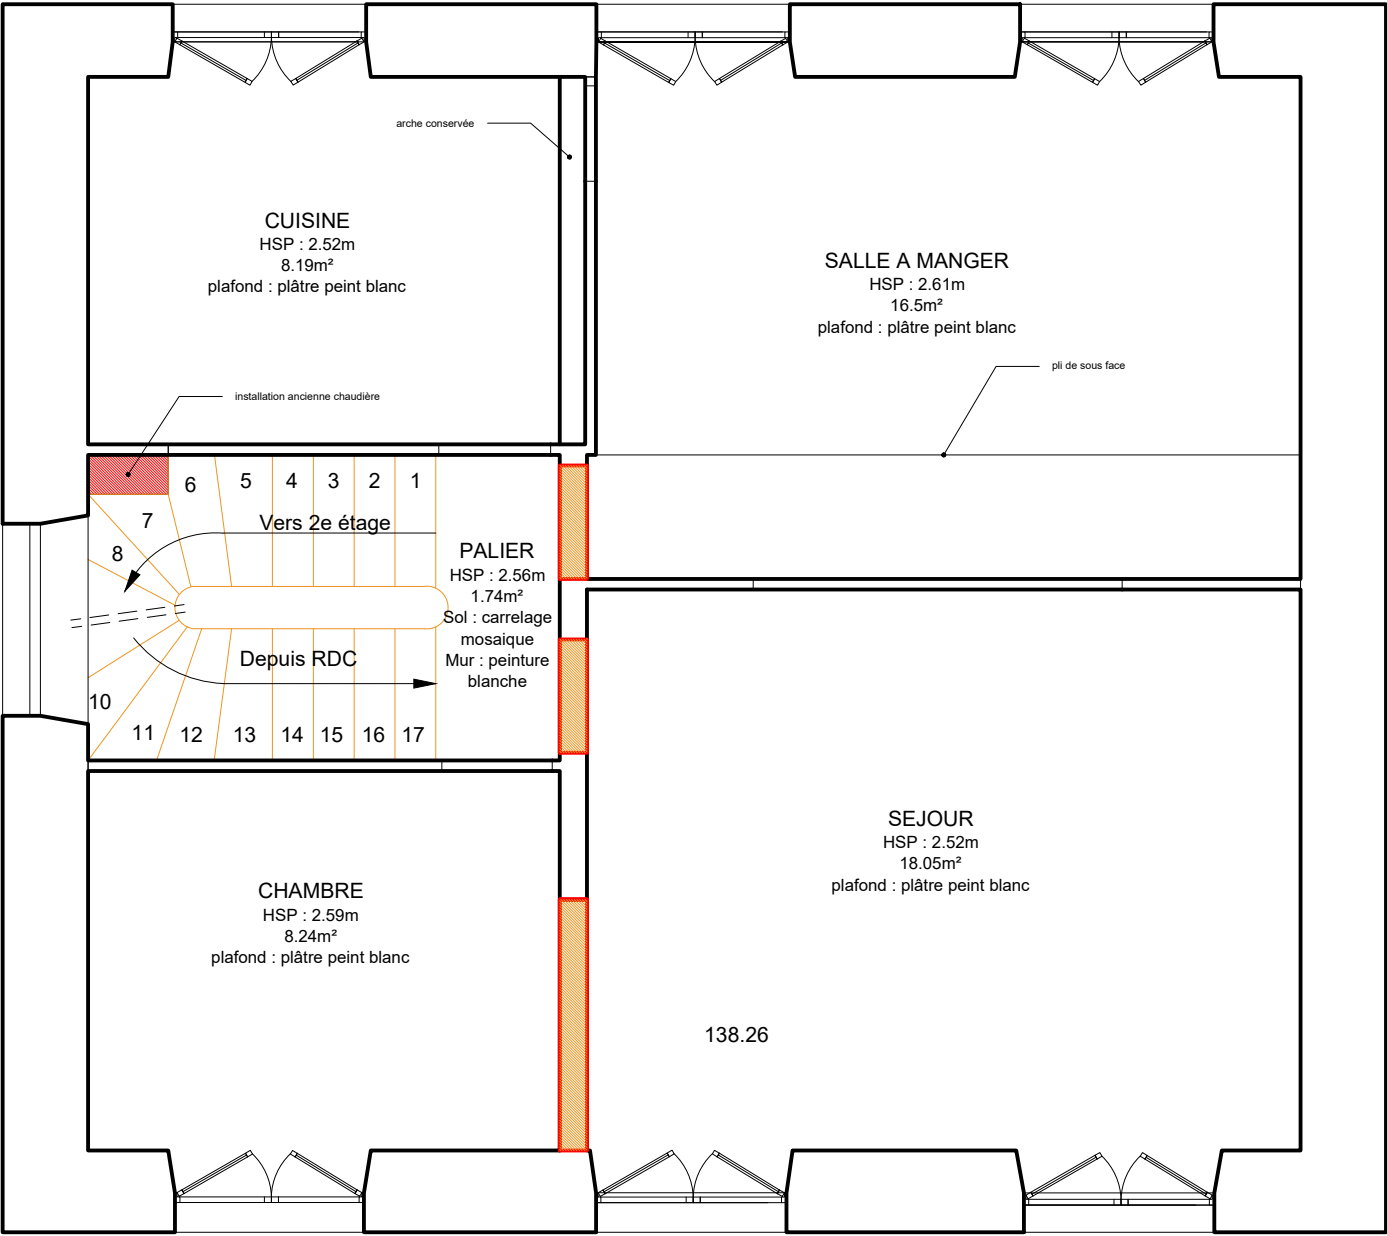 arche conservée
CUISINE
HSP : 2.52m
8.19m²
plafond : plâtre peint blanc
SALLE A MANGER
HSP : 2.61m
16.5m²
plafond : plâtre peint blanc
pli de sous face
installation ancienne chaudière
6
5
4
3
2
1
7
Vers 2e étage
8
PALIER
HSP : 2.56m
1.74m²
Sol : carrelage
mosaique
Mur : peinture
blanche
Depuis RDC
10
11
12
13
14
15
16
17
SEJOUR
HSP : 2.52m
18.05m²
plafond : plâtre peint blanc
CHAMBRE
HSP : 2.59m
8.24m²
plafond : plâtre peint blanc
138.26